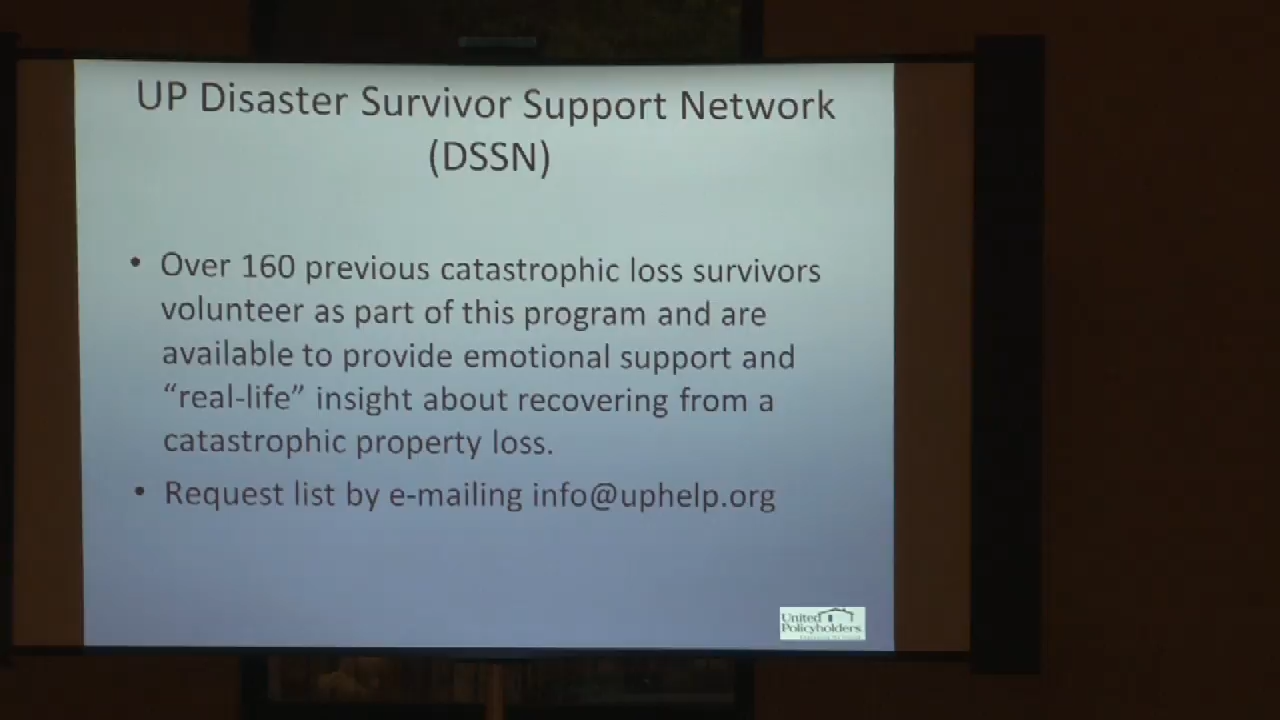 UP Disaster Survivor Support Network
(DSSN)
• Over 160 previous catastrophic loss survivors
volunteer as part of this program and are
available to provide emotional support and
“real-life” insight about recovering from a
catastrophic property loss.
• Request list by e-mailing info@uphelp.org
United
Policyholders